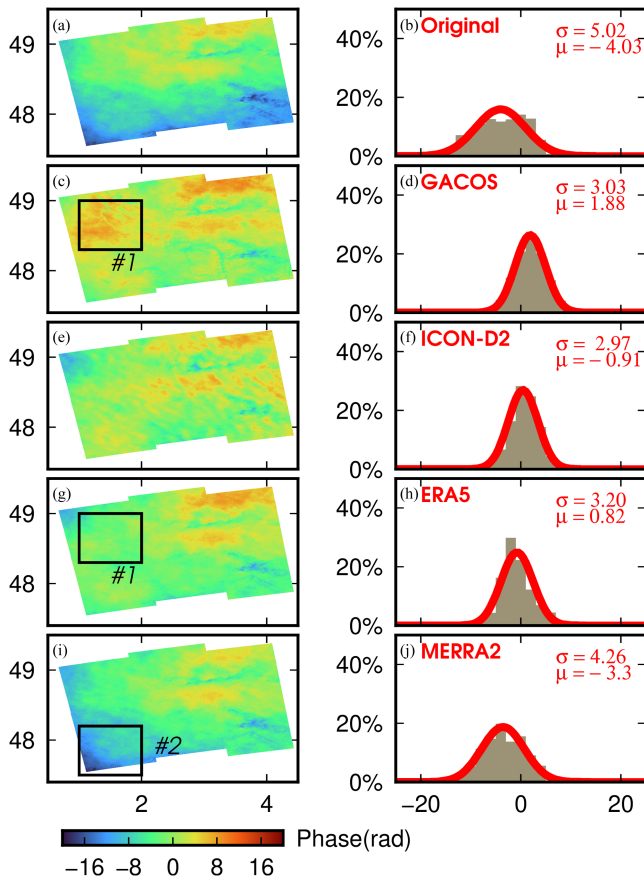 (a)
49
48
(b) Original
σ = 5.02
μ = − 4.03
40%
20%
0%
(c)
49
48
#1
(d) GACOS
σ = 3.03
μ = 1.88
40%
20%
0%
(e)
49
48
(f) ICON-D2
σ = 2.97
μ = − 0.91
40%
20%
0%
(g)
49
48
#1
(h) ERA5
σ = 3.20
μ = 0.82
40%
20%
0%
(i)
49
48
#2
2 4
(j) MERRA2
σ = 4.26
μ = − 3.3
40%
20%
0%
−20 0 20
Phase(rad)
−16 −8 0 8 16